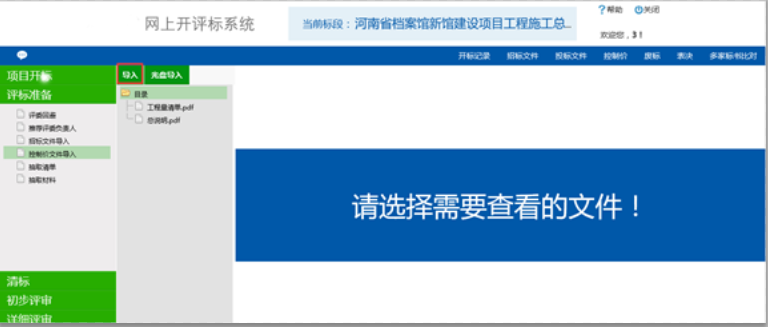 网上开评标系统
当前标段：河南省档案馆新馆建设项目工程施工总..
?帮助 关闭
欢迎您，3！
开标记录 招标文件 投标文件 控制价 废标 表决 多家标书比对
项目开标
评标准备
评委回避
推荐评委负责人
招标文件导入
控制价文件导入
抽取清单
抽取材料
清标
初步评审
详细评审
导入 光盘导入
目录
工程量清单.pdf
总说明.pdf
请选择需要查看的文件！